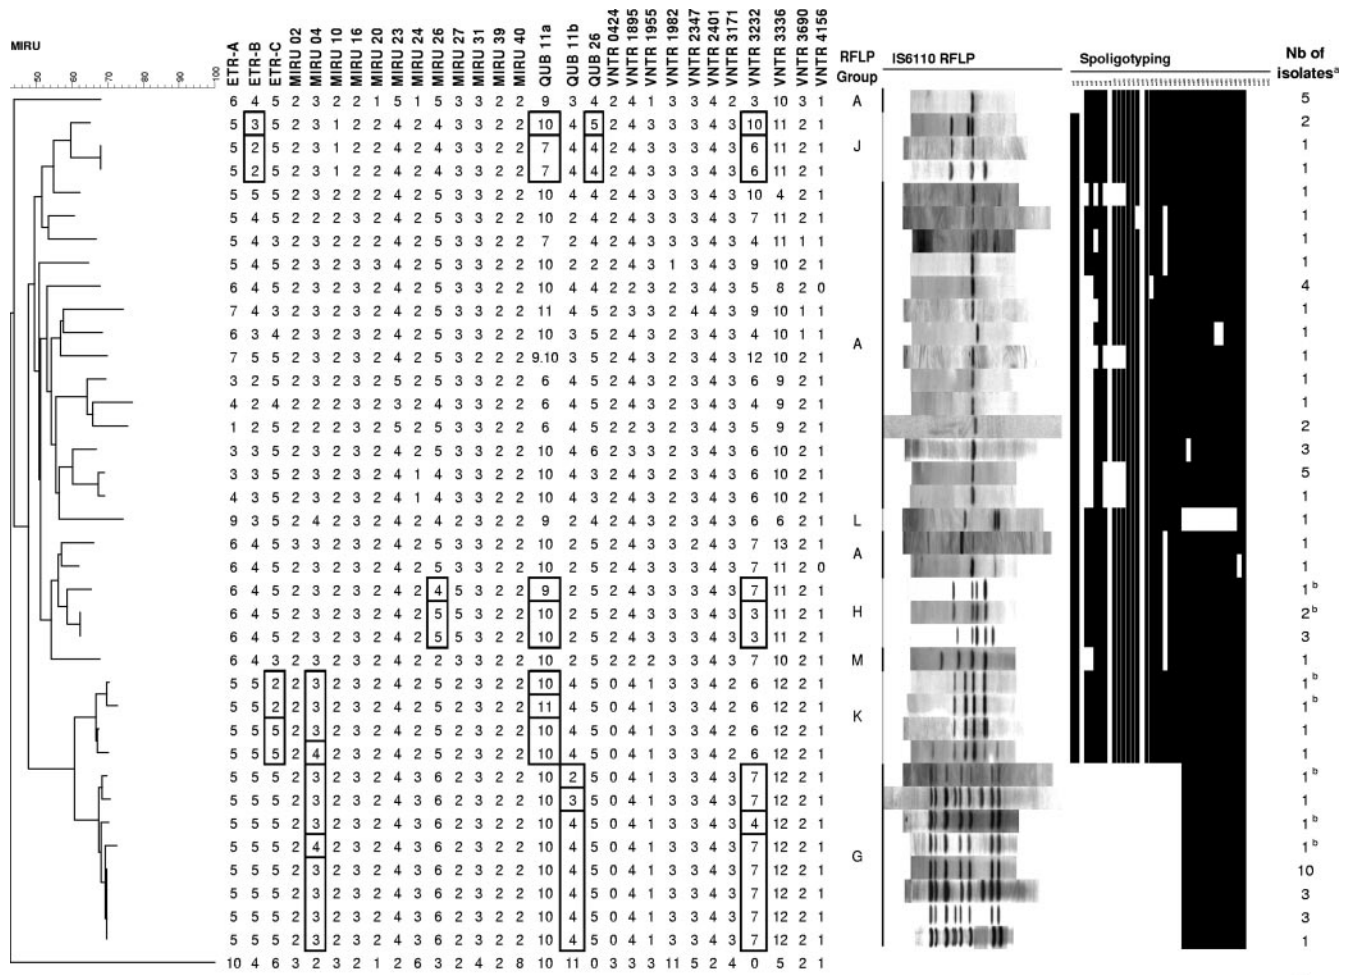 MIRU
50
60
70
80
90
100
ETR-A
ETR-B
ETR-C
MIRU 02
MIRU 04
MIRU 10
MIRU 16
MIRU 20
MIRU 23
MIRU 24
MIRU 26
MIRU 27
MIRU 31
MIRU 39
MIRU 40
QUB 11a
QUB 11b
QUB 26
VNTR 0424
VNTR 1895
VNTR 1955
VNTR 1982
VNTR 2347
VNTR 2401
VNTR 3171
VNTR 3232
VNTR 3336
VNTR 3690
VNTR 4156
RFLP
Group
IS6110 RFLP
Spoligotyping
Nb of
isolatesᵃ
6 4 5 2 3 2 2 1 5 1 5 3 3 2 2 9 3 4 2 4 1 3 3 4 2 3 10 3 1 A 5
5 3 5 2 3 1 2 2 4 2 4 3 3 2 2 10 4 5 2 4 3 3 3 4 3 10 11 2 1 2
5 2 5 2 3 1 2 2 4 2 4 3 3 2 2 7 4 4 2 4 3 3 3 4 3 6 11 2 1 J 1
5 2 5 2 3 1 2 2 4 2 4 3 3 2 2 7 4 4 2 4 3 3 3 4 3 6 11 2 1 1
5 5 5 2 2 2 2 2 4 2 5 3 3 2 2 10 4 4 2 4 3 3 3 4 3 10 4 2 1 1
5 4 5 2 3 2 2 2 4 2 5 3 3 2 2 10 2 4 2 4 3 3 3 4 3 7 11 2 1 1
5 4 3 2 2 2 2 2 4 2 5 3 3 2 2 7 2 4 2 4 3 3 3 4 3 4 11 1 1 1
5 4 5 2 3 2 3 3 4 2 5 3 3 2 2 10 2 2 2 4 3 1 3 4 3 9 10 2 1 1
6 4 5 2 3 2 3 2 4 2 5 3 3 2 2 10 4 4 2 2 3 2 3 4 3 5 8 2 0 4
7 4 3 2 3 2 3 2 4 2 5 3 3 2 2 11 4 5 2 3 3 2 4 4 3 9 10 1 1 1
6 3 4 2 3 2 3 2 4 2 5 3 3 2 2 10 3 5 2 4 3 2 3 4 3 4 10 1 1 1
7 5 5 2 3 2 3 2 4 2 5 3 2 2 2 9.10 3 5 2 4 3 2 3 4 3 12 10 2 1 A 1
3 2 5 2 2 2 3 2 5 2 5 3 3 2 2 6 4 5 2 4 3 2 3 4 3 6 9 2 1 1
4 2 4 2 2 2 3 2 3 2 4 3 3 2 2 6 4 5 2 4 3 2 3 4 3 4 9 2 1 1
1 2 5 2 2 2 3 2 5 2 5 3 3 2 2 6 4 5 2 2 3 2 3 4 3 5 9 2 1 2
3 3 5 2 3 2 3 2 4 2 5 3 3 2 2 10 4 6 2 3 3 2 3 4 3 6 10 2 1 3
3 3 5 2 3 2 3 2 4 1 4 3 3 2 2 10 4 3 2 4 3 2 3 4 3 6 10 2 1 5
4 3 5 2 3 2 3 2 4 1 4 3 3 2 2 10 4 3 2 4 3 2 3 4 3 6 10 2 1 1
9 3 5 2 4 2 3 2 4 2 4 2 3 2 2 9 2 4 2 4 3 2 3 4 3 6 6 2 1 L 1
6 4 5 3 3 2 3 2 4 2 5 3 3 2 2 10 2 5 2 4 3 3 2 4 3 7 13 2 1 A 1
6 4 5 2 3 2 3 2 4 2 5 3 3 2 2 10 2 5 2 4 3 3 3 4 3 7 11 2 0 1
6 4 5 2 3 2 3 2 4 2 4 5 3 2 2 9 2 5 2 4 3 3 3 4 3 7 11 2 1 1ᵇ
6 4 5 2 3 2 3 2 4 2 5 5 3 2 2 10 2 5 2 4 3 3 3 4 3 3 11 2 1 H 2ᵇ
6 4 5 2 3 2 3 2 4 2 5 5 3 2 2 10 2 5 2 4 3 3 3 4 3 3 11 2 1 3
6 4 3 2 3 2 3 2 4 2 2 3 3 2 2 10 2 5 2 2 2 3 3 4 3 7 10 2 1 M 1
5 5 2 2 3 2 3 2 4 2 5 2 3 2 2 10 4 5 0 4 1 3 3 4 2 6 12 2 1 1ᵇ
5 5 2 2 3 2 3 2 4 2 5 2 3 2 2 11 4 5 0 4 1 3 3 4 2 6 12 2 1 K 1ᵇ
5 5 5 2 3 2 3 2 4 2 5 2 3 2 2 10 4 5 0 4 1 3 3 4 2 6 12 2 1 1
5 5 5 2 4 2 3 2 4 2 5 2 3 2 2 10 4 5 0 4 1 3 3 4 2 6 12 2 1 1
5 5 5 2 3 2 3 2 4 3 6 2 3 2 2 10 2 5 0 4 1 3 3 4 3 7 12 2 1 1ᵇ
5 5 5 2 3 2 3 2 4 3 6 2 3 2 2 10 3 5 0 4 1 3 3 4 3 7 12 2 1 1
5 5 5 2 3 2 3 2 4 3 6 2 3 2 2 10 4 5 0 4 1 3 3 4 3 4 12 2 1 1ᵇ
5 5 5 2 4 2 3 2 4 3 6 2 3 2 2 10 4 5 0 4 1 3 3 4 3 7 12 2 1 G 1ᵇ
5 5 5 2 3 2 3 2 4 3 6 2 3 2 2 10 4 5 0 4 1 3 3 4 3 7 12 2 1 10
5 5 5 2 3 2 3 2 4 3 6 2 3 2 2 10 4 5 0 4 1 3 3 4 3 7 12 2 1 3
5 5 5 2 3 2 3 2 4 3 6 2 3 2 2 10 4 5 0 4 1 3 3 4 3 7 12 2 1 3
5 5 5 2 3 2 3 2 4 3 6 2 3 2 2 10 4 5 0 4 1 3 3 4 3 7 12 2 1 1
10 4 6 3 2 3 2 1 2 6 3 2 4 2 8 10 11 0 3 3 3 11 5 2 4 0 5 2 1